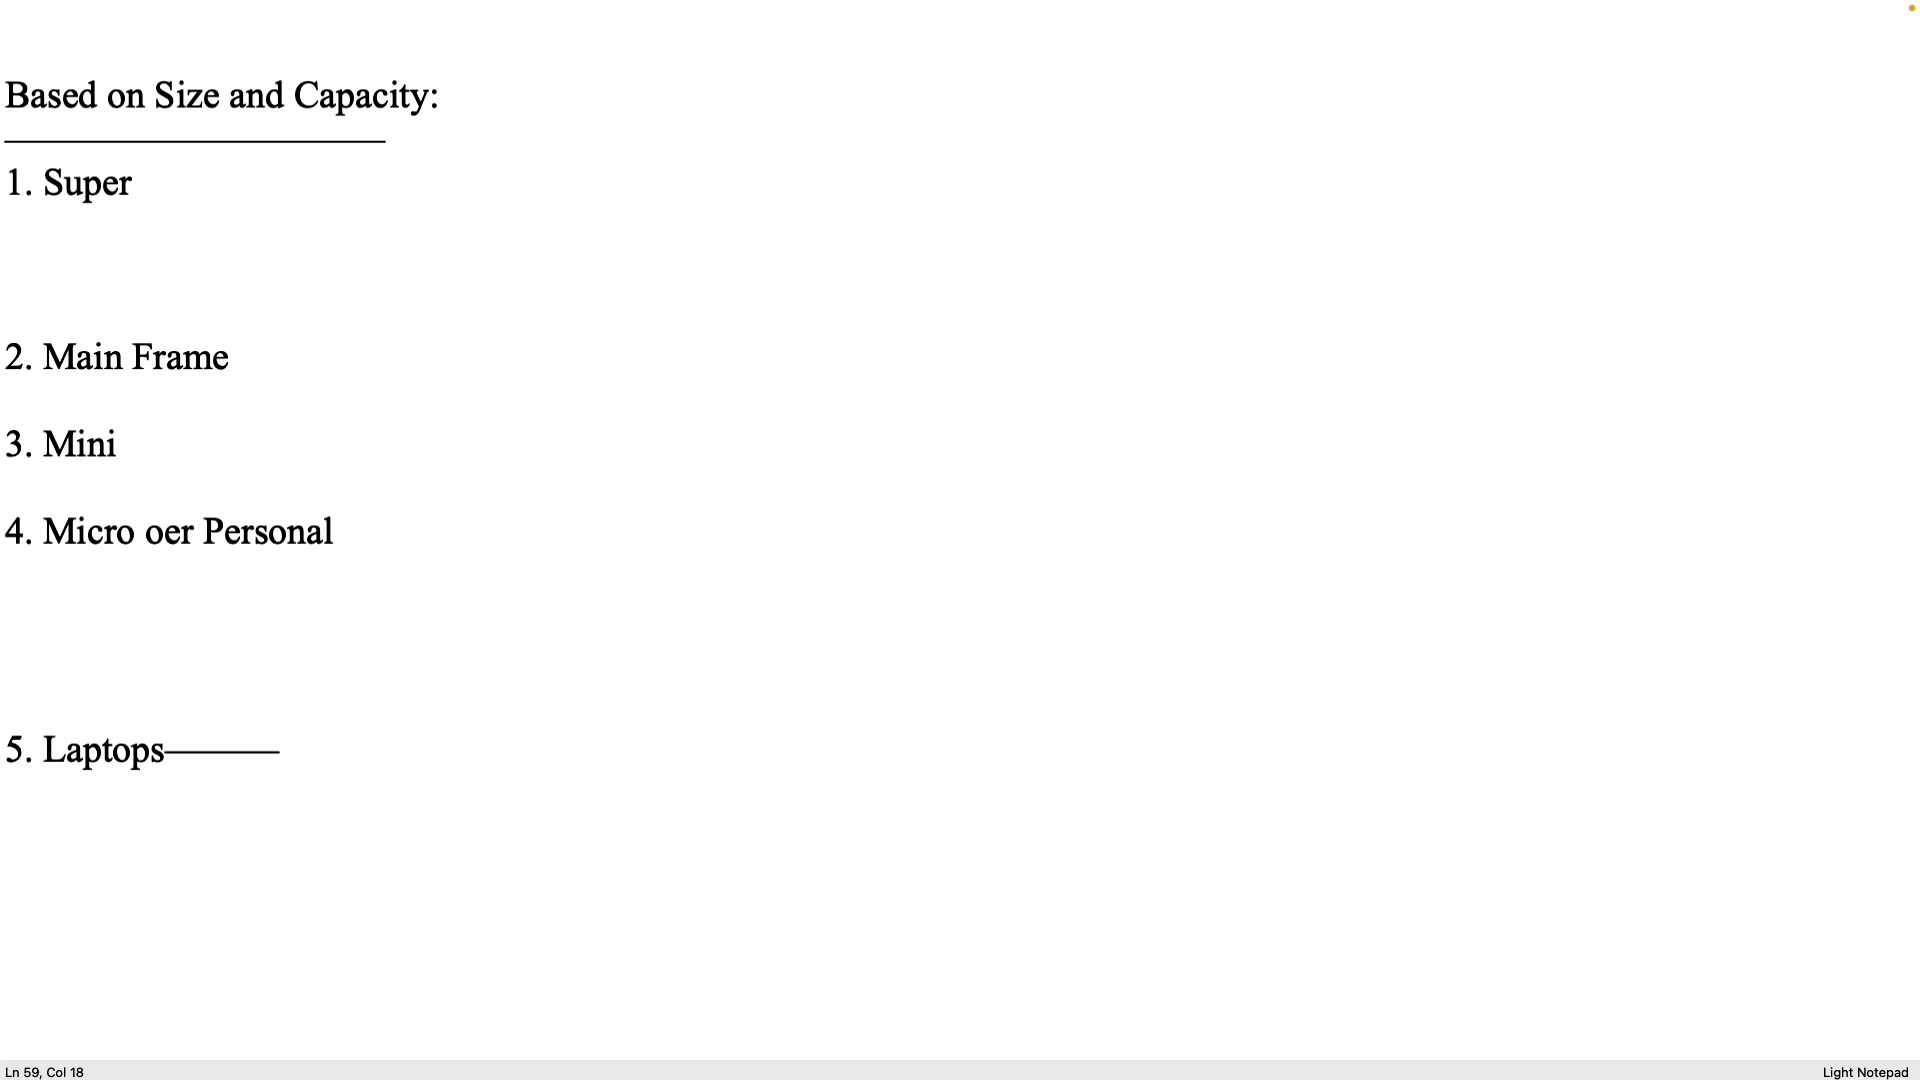 Based on Size and Capacity:
1. Super
2. Main Frame
3. Mini
4. Micro oer Personal
5. Laptops———
Ln 59, Col 18
Light Notepad